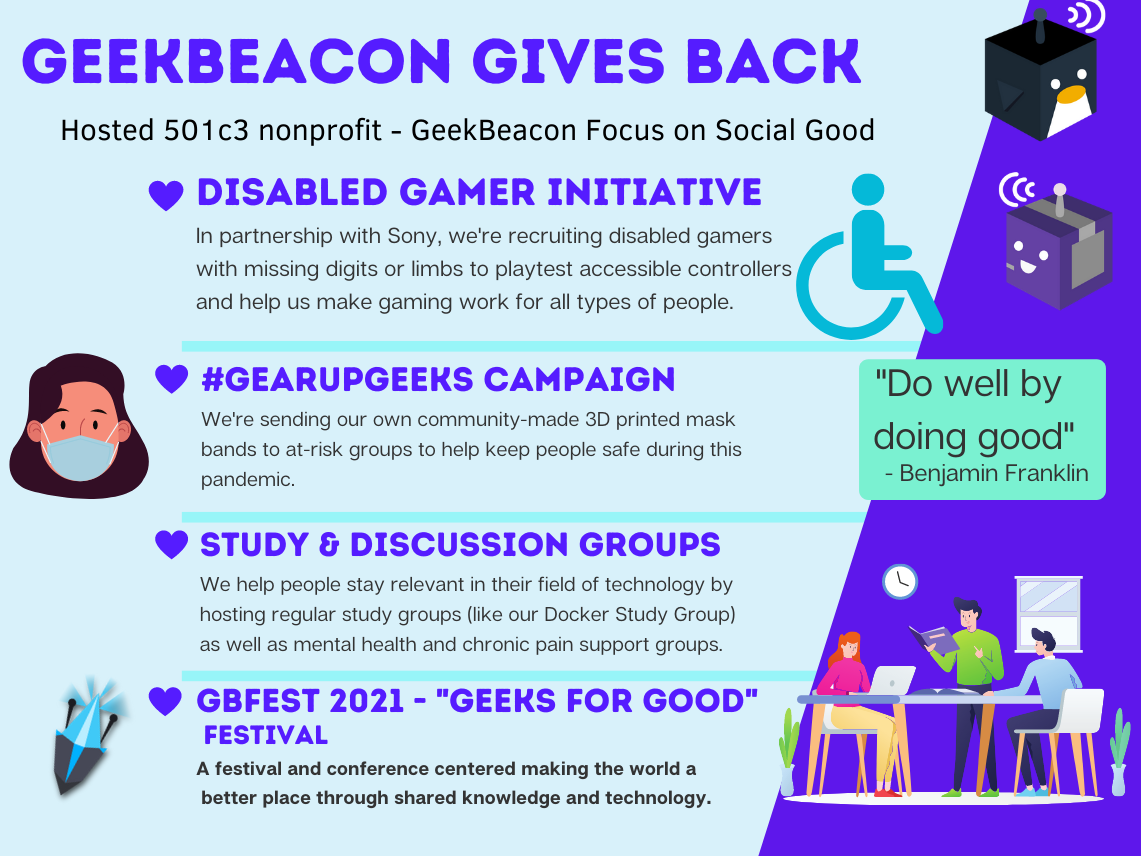 GEEKBEACON GIVES BACK
Hosted 501c3 nonprofit - GeekBeacon Focus on Social Good
DISABLED GAMER INITIATIVE
In partnership with Sony, we're recruiting disabled gamers
with missing digits or limbs to playtest accessible controllers
and help us make gaming work for all types of people.
#GEARUPGEEKS CAMPAIGN
We're sending our own community-made 3D printed mask
bands to at-risk groups to help keep people safe during this
pandemic.
"Do well by
doing good"
- Benjamin Franklin
STUDY & DISCUSSION GROUPS
We help people stay relevant in their field of technology by
hosting regular study groups (like our Docker Study Group)
as well as mental health and chronic pain support groups.
GBFEST 2021 - "GEEKS FOR GOOD"
FESTIVAL
A festival and conference centered making the world a
better place through shared knowledge and technology.